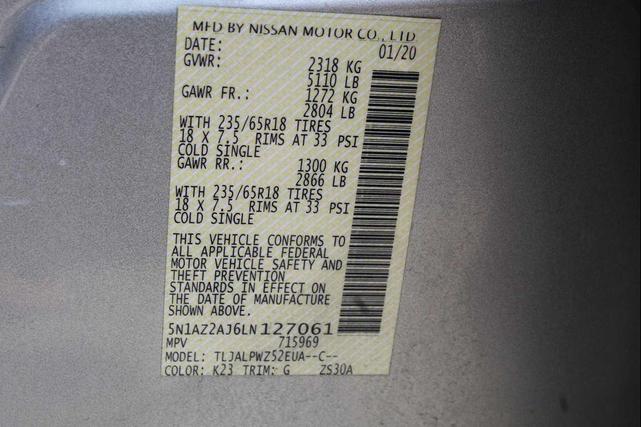 MFD BY NISSAN MOTOR CO., LTD.
DATE: 01/20
GVWR: 2318 KG
5110 LB
GAWR FR.: 1272 KG
2804 LB
WITH 235/65R18 TIRES
18 X 7.5 RIMS AT 33 PSI
COLD SINGLE
GAWR RR.: 1300 KG
2866 LB
WITH 235/65R18 TIRES
18 X 7.5 RIMS AT 33 PSI
COLD SINGLE
THIS VEHICLE CONFORMS TO
ALL APPLICABLE FEDERAL
MOTOR VEHICLE SAFETY AND
THEFT PREVENTION
STANDARDS IN EFFECT ON
THE DATE OF MANUFACTURE
SHOWN ABOVE.
5N1AZ2AJ6LN127061
MPV 715969
MODEL: TLJALPWZ52EUA--C--
COLOR: K23 TRIM: G ZS30A